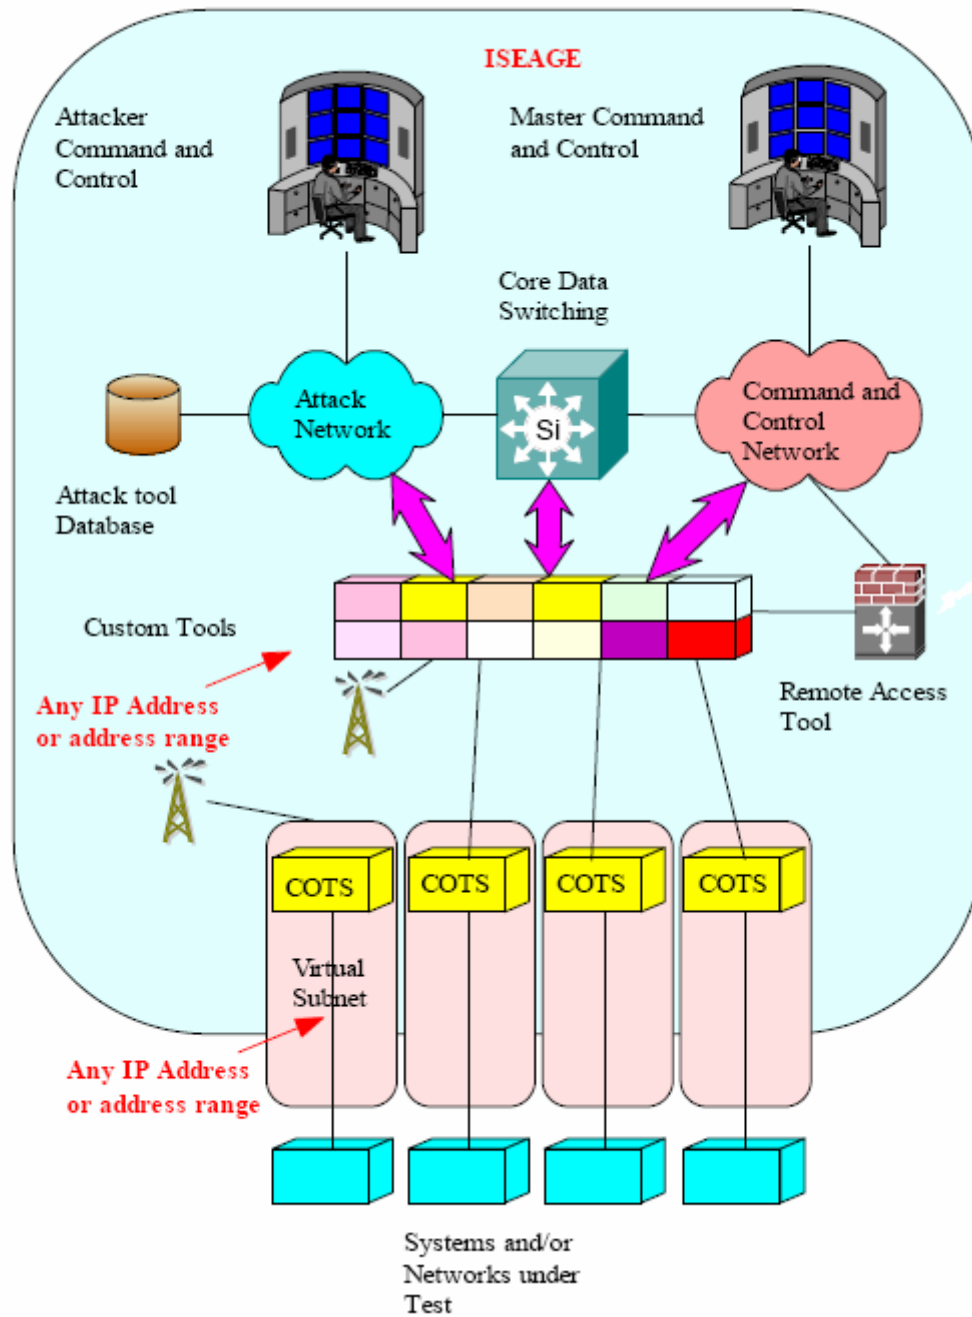 ISEAGE
Attacker
Command and
Control
Master Command
and Control
Core Data
Switching
Attack
Network
Si
Command and
Control
Network
Attack tool
Database
Custom Tools
Any IP Address
or address range
Remote Access
Tool
COTS
COTS
COTS
COTS
Virtual
Subnet
Any IP Address
or address range
Systems and/or
Networks under
Test